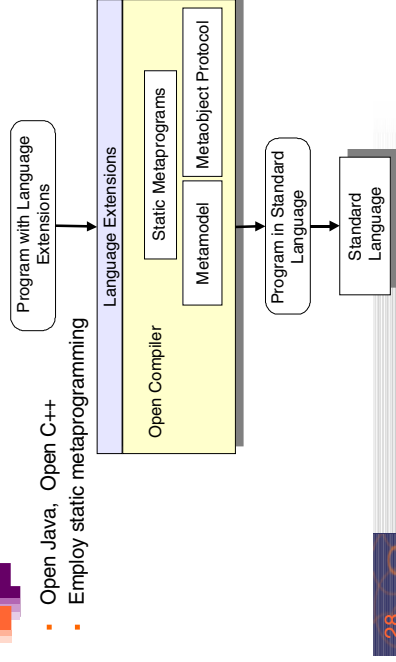 Open Java, Open C++
Employ static metaprogramming
Program with Language
Extensions
Language Extensions
Open Compiler
Static Metaprograms
Metamodel
Metaobject Protocol
Program in Standard
Language
Standard
Language
28